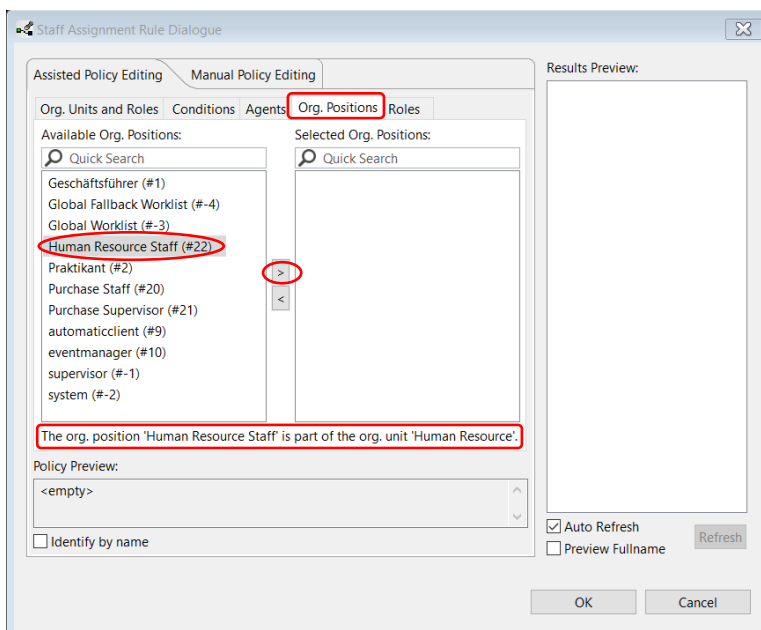 Staff Assignment Rule Dialogue
Assisted Policy Editing Manual Policy Editing
Org. Units and Roles Conditions Agents Org. Positions Roles
Available Org. Positions:
Quick Search
Geschäftsführer (#1)
Global Fallback Worklist (#-4)
Global Worklist (#-3)
Human Resource Staff (#22)
Praktikant (#2)
Purchase Staff (#20)
Purchase Supervisor (#21)
automaticclient (#9)
eventmanager (#10)
supervisor (#-1)
system (#-2)
>
<
Selected Org. Positions:
Quick Search
The org. position 'Human Resource Staff' is part of the org. unit 'Human Resource'.
Policy Preview:
<empty>
Identify by name
Results Preview:
Auto Refresh
Preview Fullname
Refresh
OK Cancel